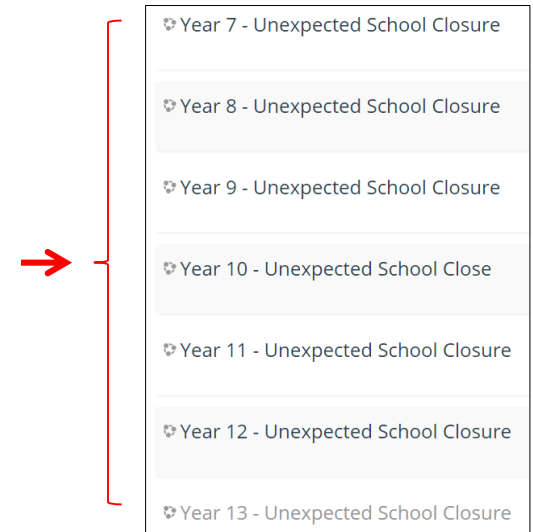 Year 7 - Unexpected School Closure
Year 8 - Unexpected School Closure
Year 9 - Unexpected School Closure
Year 10 - Unexpected School Close
Year 11 - Unexpected School Closure
Year 12 - Unexpected School Closure
Year 13 - Unexpected School Closure